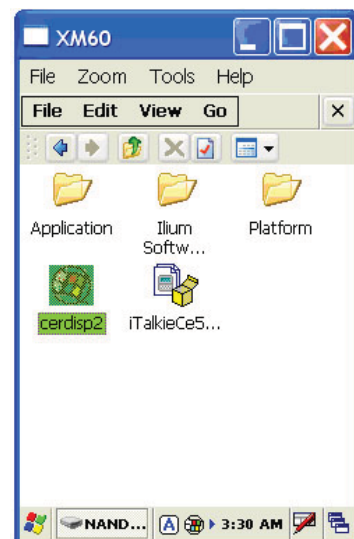 XM60
File Zoom Tools Help
File Edit View Go
Application Ilium Softw... Platform
cerdisp2 iTalkieCe5...
NAND... A 3:30 AM